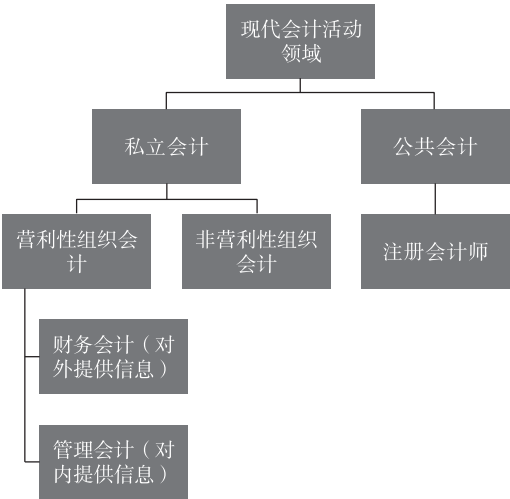 现代会计活动
领域
私立会计
公共会计
营利性组织会
计
非营利性组织
会计
注册会计师
财务会计（对
外提供信息）
管理会计（对
内提供信息）